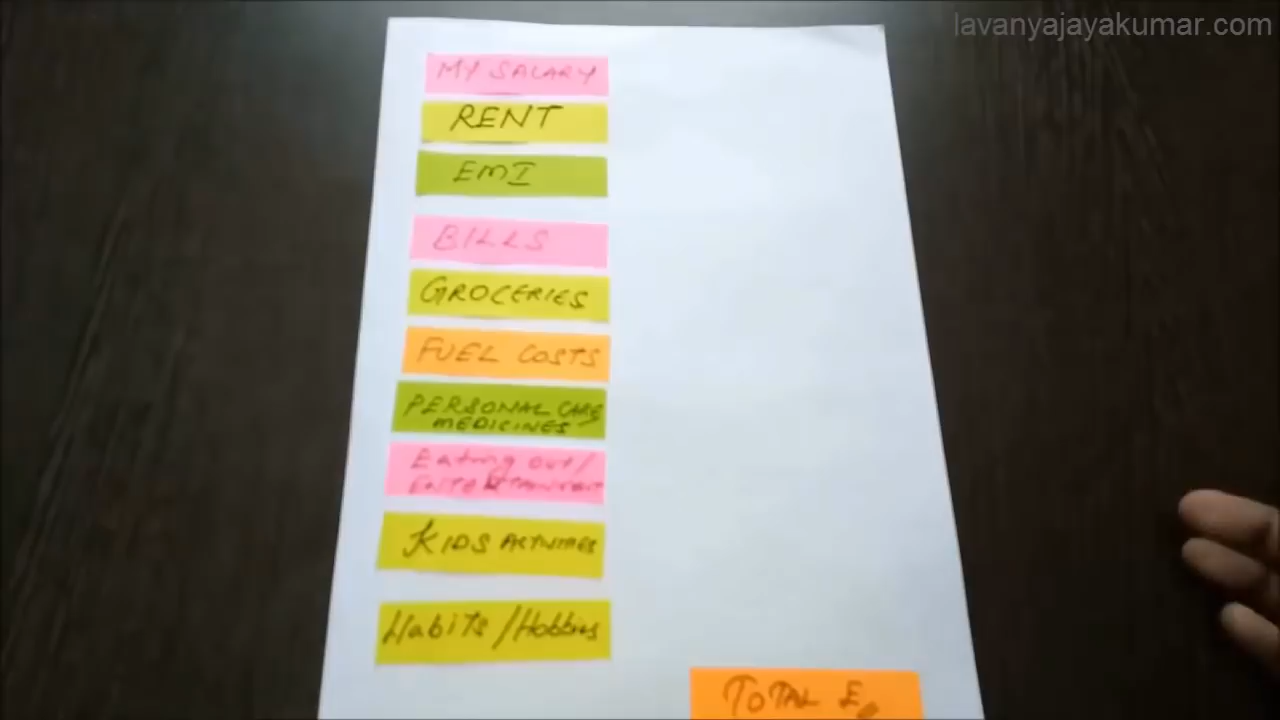 lavanyajayakumar.com
MY SALARY
RENT
EMI
BILLS
GROCERIES
FUEL COSTS
PERSONAL CARE
MEDICINES
Eating out/
ENTERTAINMENT
KIDS ACTIVITIES
Habits /Hobbies
TOTAL